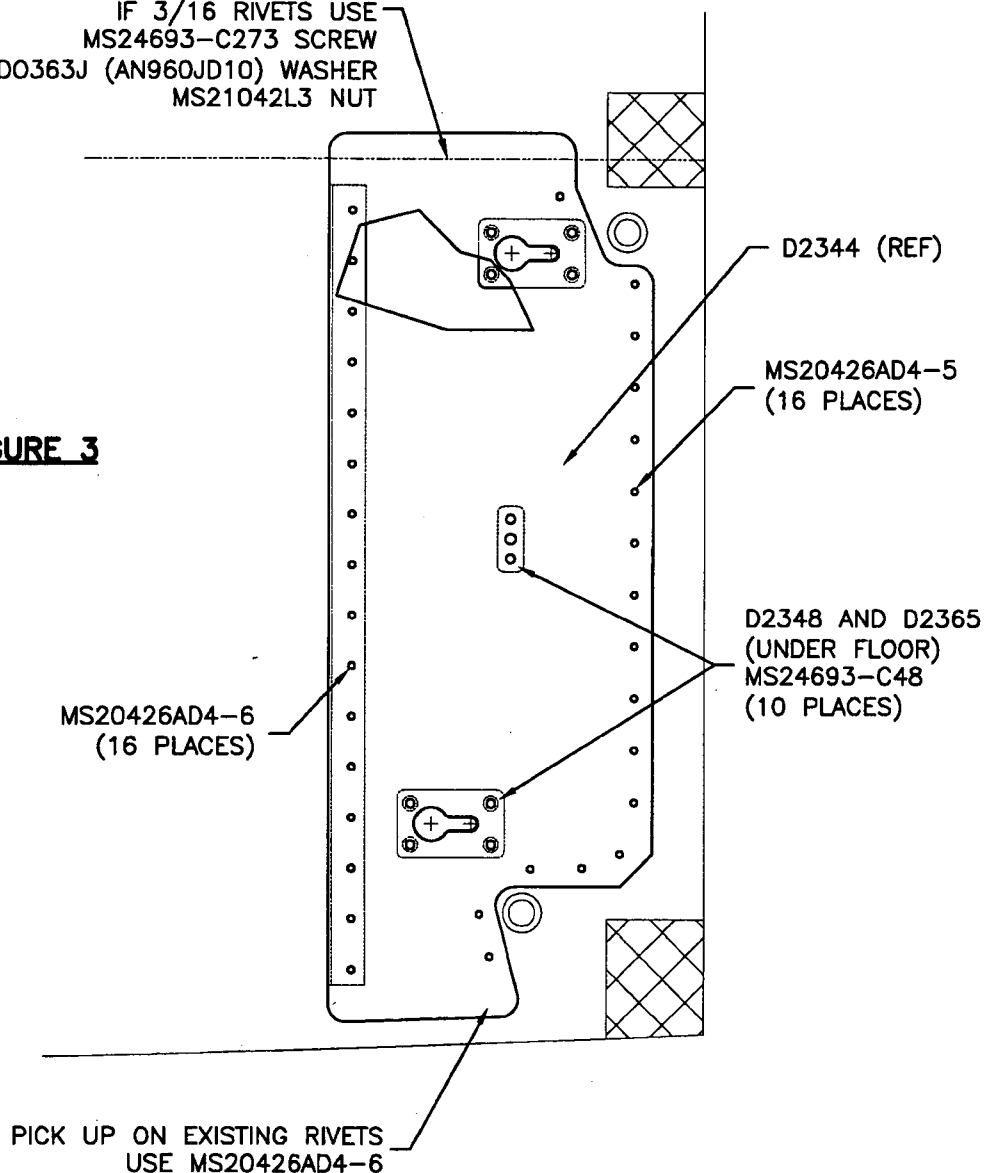 IF 3/16 RIVETS USE
MS24693-C273 SCREW
(AN960JD10) WASHER
MS21042L3 NUT
D2344 (REF)
MS20426AD4-5
(16 PLACES)
3
D2348 AND D2365
(UNDER FLOOR)
MS24693-C48
(10 PLACES)
MS20426AD4-6
(16 PLACES)
PICK UP ON EXISTING RIVETS
USE MS20426AD4-6